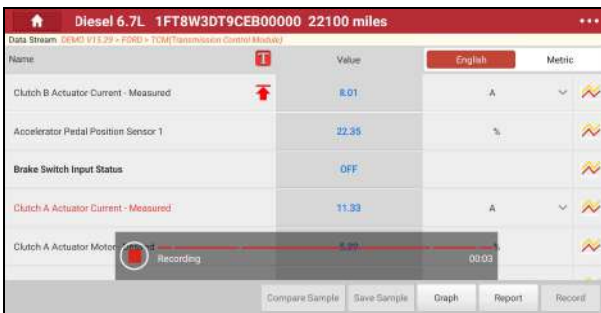 Diesel 6.7L 1FT8W3DT9CEB00000 22100 miles
Data Stream DEMO V15.29 > FORD > TCM(Transmission Control Module)
Name T Value English Metric
Clutch B Actuator Current - Measured 8.01 A
Accelerator Pedal Position Sensor 1 22.35 %
Brake Switch Input Status OFF
Clutch A Actuator Current - Measured 11.33 A
Clutch A Actuator Motor %
Recording 00:03
Compare Sample Save Sample Graph Report Record